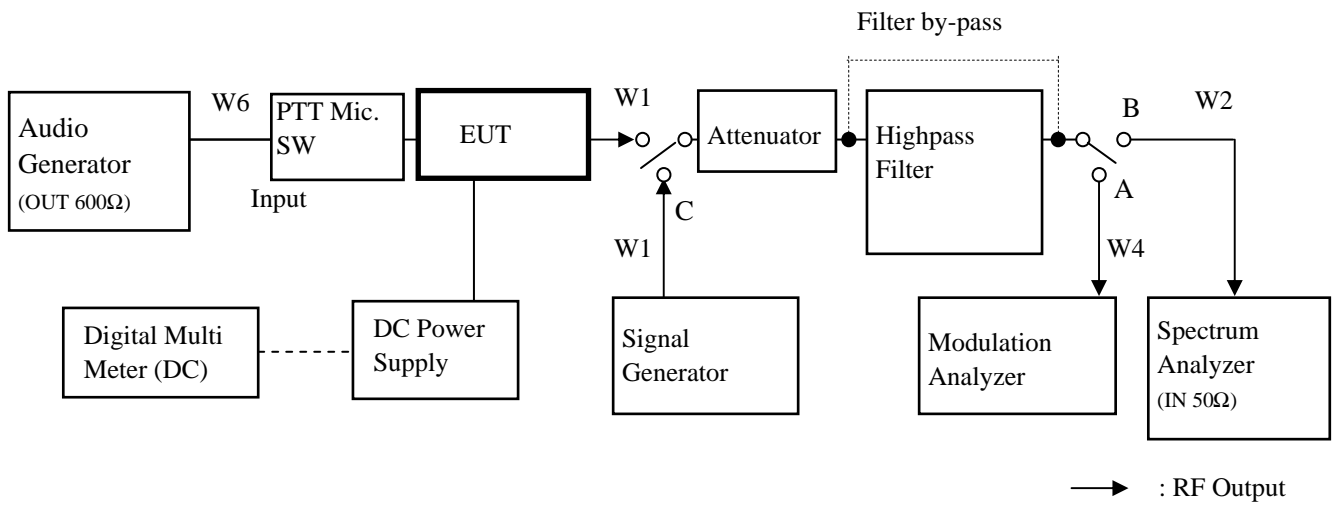 Filter by-pass
Audio
Generator
(OUT 600Ω)
W6
PTT Mic.
SW
Input
EUT
W1
C
W1
Attenuator
Highpass
Filter
B
A
W2
W4
Digital Multi
Meter (DC)
DC Power
Supply
Signal
Generator
Modulation
Analyzer
Spectrum
Analyzer
(IN 50Ω)
: RF Output